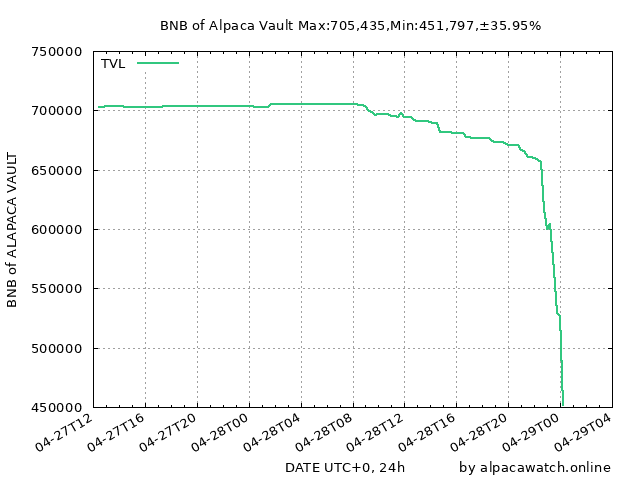 BNB of Alpaca Vault Max:705,435,Min:451,797,±35.95%
TVL
750000
700000
650000
600000
550000
500000
450000
BNB of ALAPACA VAULT
04-27T12
04-27T16
04-27T20
04-28T00
04-28T04
04-28T08
04-28T12
04-28T16
04-28T20
04-29T00
04-29T04
DATE UTC+0, 24h
by alpacawatch.online